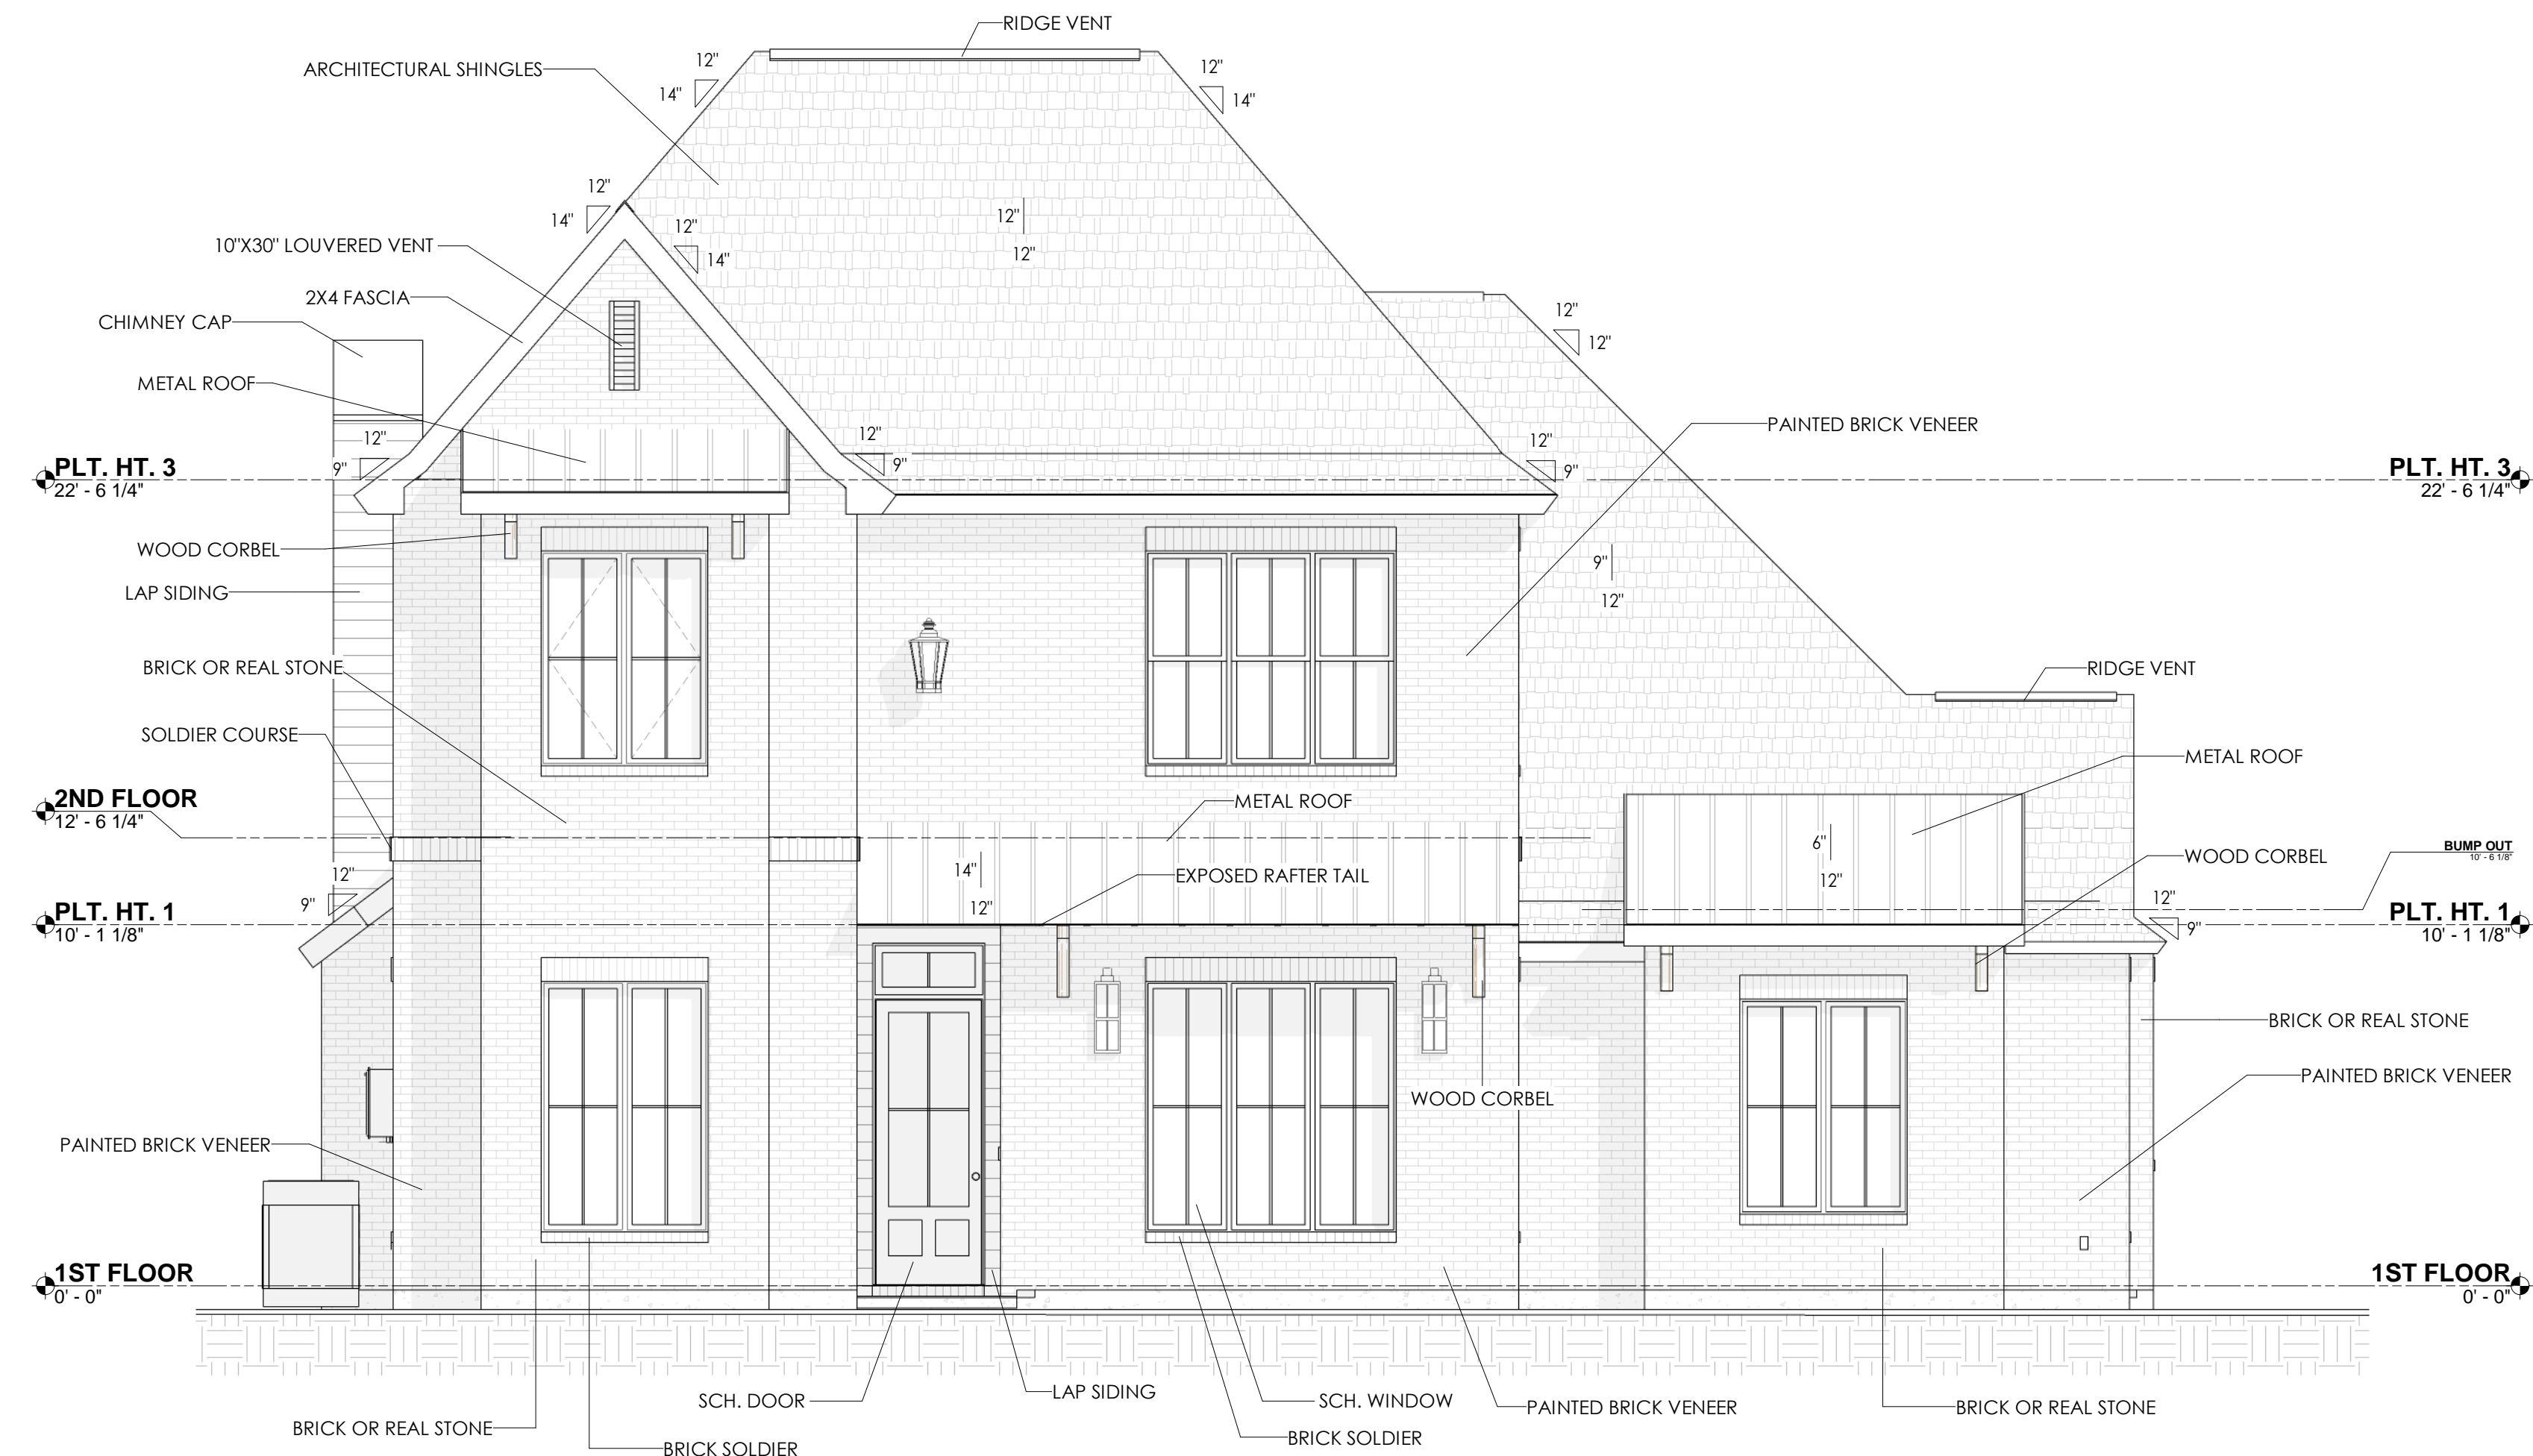 RIDGE VENT
ARCHITECTURAL SHINGLES
12"
14"
12"
14"
12"
14"
12"
14"
12"
12"
10"X30" LOUVERED VENT
2X4 FASCIA
CHIMNEY CAP
METAL ROOF
12"
12"
PAINTED BRICK VENEER
12"
9"
12"
9"
12"
9"
PLT. HT. 3
22' - 6 1/4"
PLT. HT. 3
22' - 6 1/4"
WOOD CORBEL
9"
12"
LAP SIDING
BRICK OR REAL STONE
RIDGE VENT
SOLDIER COURSE
METAL ROOF
2ND FLOOR
12' - 6 1/4"
METAL ROOF
6"
12"
BUMP OUT
10' - 6 1/8"
WOOD CORBEL
14"
12"
EXPOSED RAFTER TAIL
12"
9"
12"
9"
PLT. HT. 1
10' - 1 1/8"
PLT. HT. 1
10' - 1 1/8"
BRICK OR REAL STONE
PAINTED BRICK VENEER
WOOD CORBEL
PAINTED BRICK VENEER
1ST FLOOR
0' - 0"
1ST FLOOR
0' - 0"
SCH. DOOR
LAP SIDING
SCH. WINDOW
PAINTED BRICK VENEER
BRICK OR REAL STONE
BRICK OR REAL STONE
BRICK SOLDIER
BRICK SOLDIER